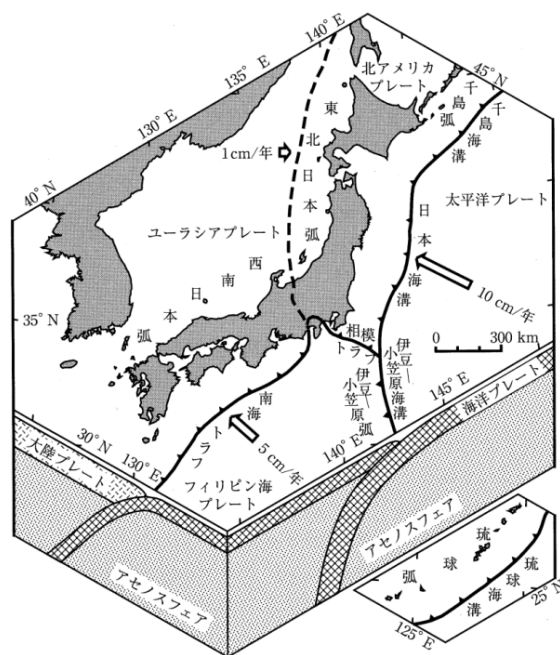 140°E
135°E
130°E
40°N
45°N
35°N
北アメリカ
プレート
千島弧
千島海溝
東北日本弧
1cm/年
太平洋プレート
日本海溝
ユーラシアプレート
西南日本弧
10 cm/年
相模トラフ
0 300 km
伊豆―小笠原海溝
伊豆―小笠原弧
145°E
海洋プレート
南海トラフ
5 cm/年
140°E
30°N
130°E
大陸プレート
フィリピン海
プレート
アセノスフェア
アセノスフェア
琉球弧
琉球海溝
125°E
25°N